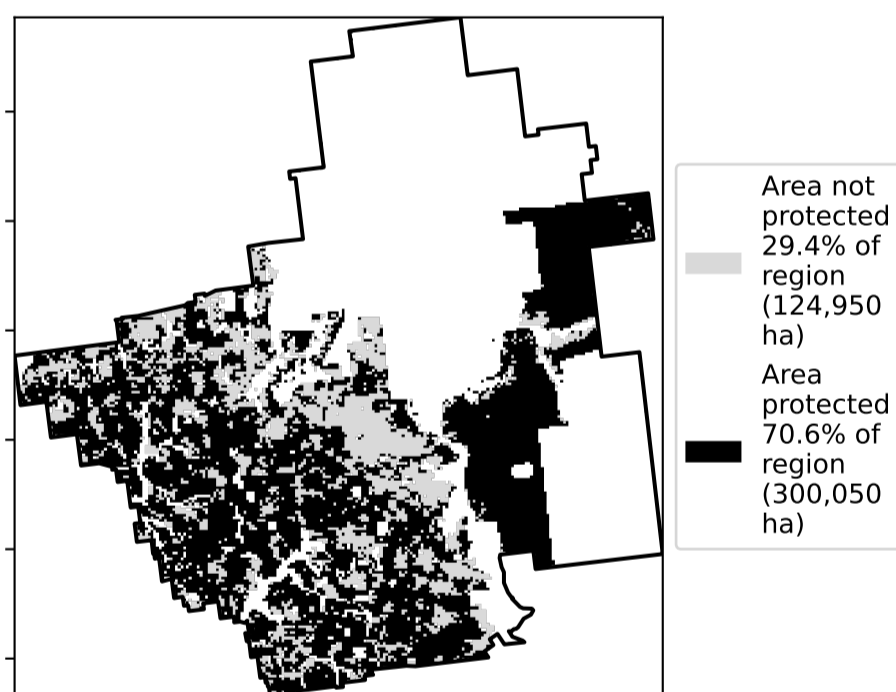 Area not
protected
29.4% of
region
(124,950
ha)
Area
protected
70.6% of
region
(300,050
ha)